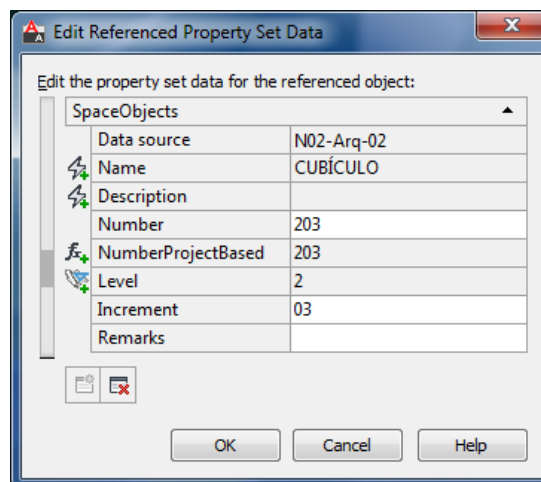 Edit Referenced Property Set Data
Edit the property set data for the referenced object:
SpaceObjects
Data source N02-Arq-02
Name CUBÍCULO
Description
Number 203
NumberProjectBased 203
Level 2
Increment 03
Remarks
OK Cancel Help